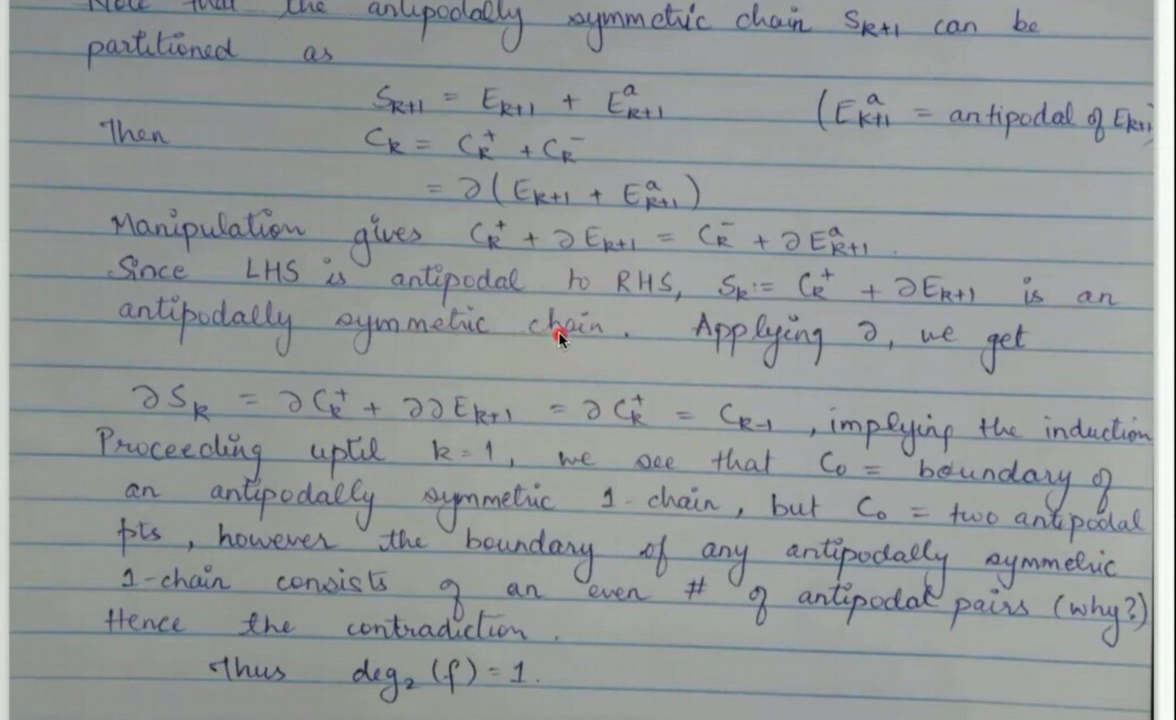 Note that the antipodally symmetric chain S_{k+1} can be
partitioned as
S_{k+1} = E_{k+1} + E^a_{k+1} (E^a_{k+1} = antipodal of E_{k+1})
Then C_k = C_k^+ + C_k^-
= ∂(E_{k+1} + E^a_{k+1})
Manipulation gives C_k^+ + ∂E_{k+1} = C_k^- + ∂E^a_{k+1}.
Since LHS is antipodal to RHS, S_k := C_k^+ + ∂E_{k+1} is an
antipodally symmetric chain. Applying ∂, we get
∂S_k = ∂C_k^+ + ∂∂E_{k+1} = ∂C_k^+ = C_{k-1}, implying the induction
Proceeding uptil k=1, we see that C_0 = boundary of
an antipodally symmetric 1-chain, but C_0 = two antipodal
pts, however the boundary of any antipodally symmetric
1-chain consists of an even # of antipodal pairs (why?)
Hence the contradiction.
Thus deg_2(f) = 1.